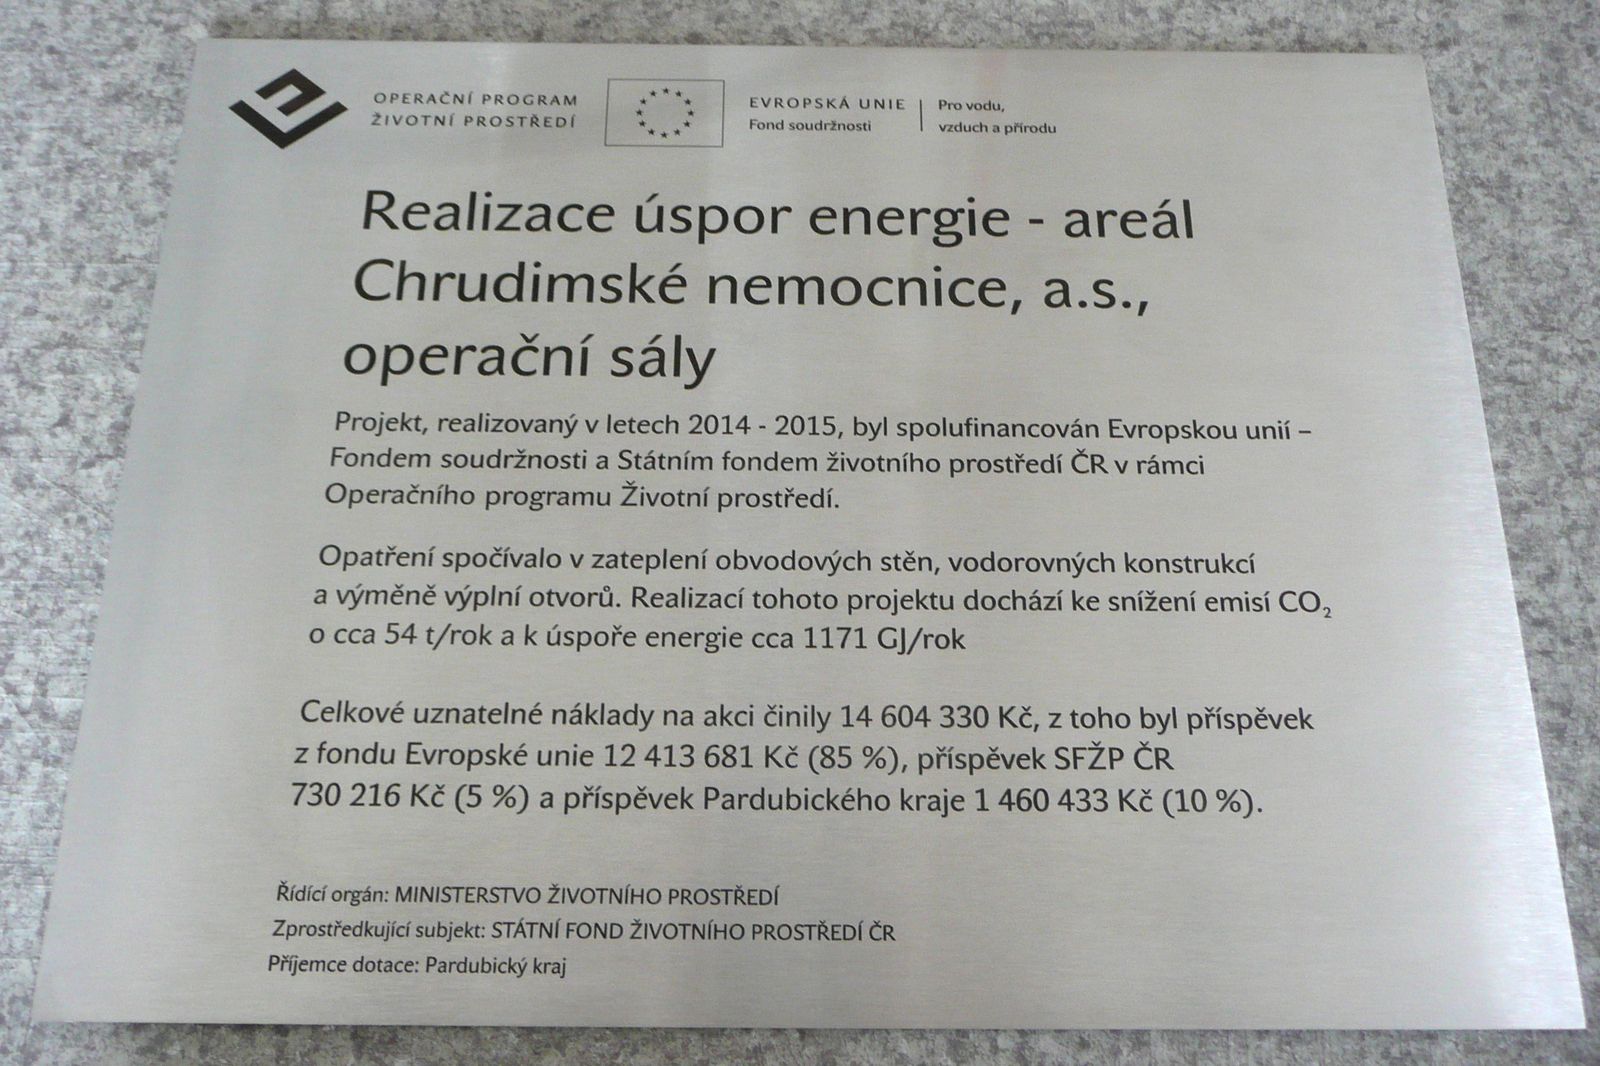 OPERAČNÍ PROGRAM
ŽIVOTNÍ PROSTŘEDÍ
EVROPSKÁ UNIE
Fond soudržnosti
Pro vodu,
vzduch a přírodu
Realizace úspor energie - areál
Chrudimské nemocnice, a.s.,
operační sály
Projekt, realizovaný v letech 2014 - 2015, byl spolufinancován Evropskou unií –
Fondem soudržnosti a Státním fondem životního prostředí ČR v rámci
Operačního programu Životní prostředí.
Opatření spočívalo v zateplení obvodových stěn, vodorovných konstrukcí
a výměně výplní otvorů. Realizací tohoto projektu dochází ke snížení emisí CO₂
o cca 54 t/rok a k úspoře energie cca 1171 GJ/rok
Celkové uznatelné náklady na akci činily 14 604 330 Kč, z toho byl příspěvek
z fondu Evropské unie 12 413 681 Kč (85 %), příspěvek SFŽP ČR
730 216 Kč (5 %) a příspěvek Pardubického kraje 1 460 433 Kč (10 %).
Řídící orgán: MINISTERSTVO ŽIVOTNÍHO PROSTŘEDÍ
Zprostředkující subjekt: STÁTNÍ FOND ŽIVOTNÍHO PROSTŘEDÍ ČR
Příjemce dotace: Pardubický kraj